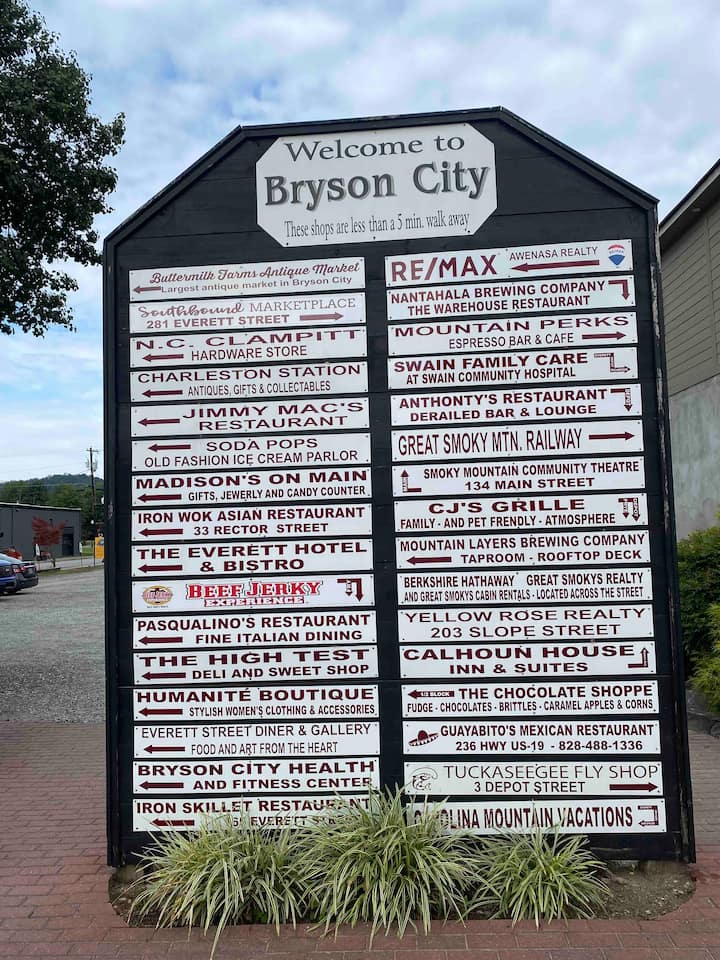 Welcome to
Bryson City
These shops are less than a 5 min. walk away
Buttermilk Farms Antique Market
Largest antique market in Bryson City
Southbound MARKETPLACE
281 EVERETT STREET
N.C. CLAMPITT
HARDWARE STORE
CHARLESTON STATION
ANTIQUES, GIFTS & COLLECTABLES
JIMMY MAC'S
RESTAURANT
SODA POPS
OLD FASHION ICE CREAM PARLOR
MADISON'S ON MAIN
GIFTS, JEWERLY AND CANDY COUNTER
IRON WOK ASIAN RESTAURANT
33 RECTOR STREET
THE EVERETT HOTEL
& BISTRO
BEEF JERKY
EXPERIENCE
PASQUALINO'S RESTAURANT
FINE ITALIAN DINING
THE HIGH TEST
DELI AND SWEET SHOP
HUMANITÉ BOUTIQUE
STYLISH WOMEN'S CLOTHING & ACCESSORIES
EVERETT STREET DINER & GALLERY
FOOD AND ART FROM THE HEART
BRYSON CITY HEALTH
AND FITNESS CENTER
IRON SKILLET RESTAURANT
EVERETT
RE/MAX AWENASA REALTY
NANTAHALA BREWING COMPANY
THE WAREHOUSE RESTAURANT
MOUNTAIN PERKS
ESPRESSO BAR & CAFE
SWAIN FAMILY CARE
AT SWAIN COMMUNITY HOSPITAL
ANTHONTY'S RESTAURANT
DERAILED BAR & LOUNGE
GREAT SMOKY MTN. RAILWAY
SMOKY MOUNTAIN COMMUNITY THEATRE
134 MAIN STREET
CJ'S GRILLE
FAMILY - AND PET FRENDLY - ATMOSPHERE
MOUNTAIN LAYERS BREWING COMPANY
TAPROOM - ROOFTOP DECK
BERKSHIRE HATHAWAY GREAT SMOKYS REALTY
AND GREAT SMOKYS CABIN RENTALS - LOCATED ACROSS THE STREET
YELLOW ROSE REALTY
203 SLOPE STREET
CALHOUN HOUSE
INN & SUITES
1/2 BLOCK THE CHOCOLATE SHOPPE
FUDGE - CHOCOLATES - BRITTLES - CARAMEL APPLES & CORNS
GUAYABITO'S MEXICAN RESTAURANT
236 HWY US-19 - 828-488-1336
TUCKASEEGEE FLY SHOP
3 DEPOT STREET
CAROLINA MOUNTAIN VACATIONS